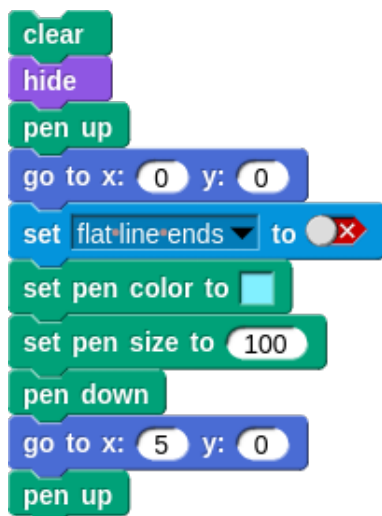 clear
hide
pen up
go to x: 0 y: 0
set flat line ends to
set pen color to
set pen size to 100
pen down
go to x: 5 y: 0
pen up